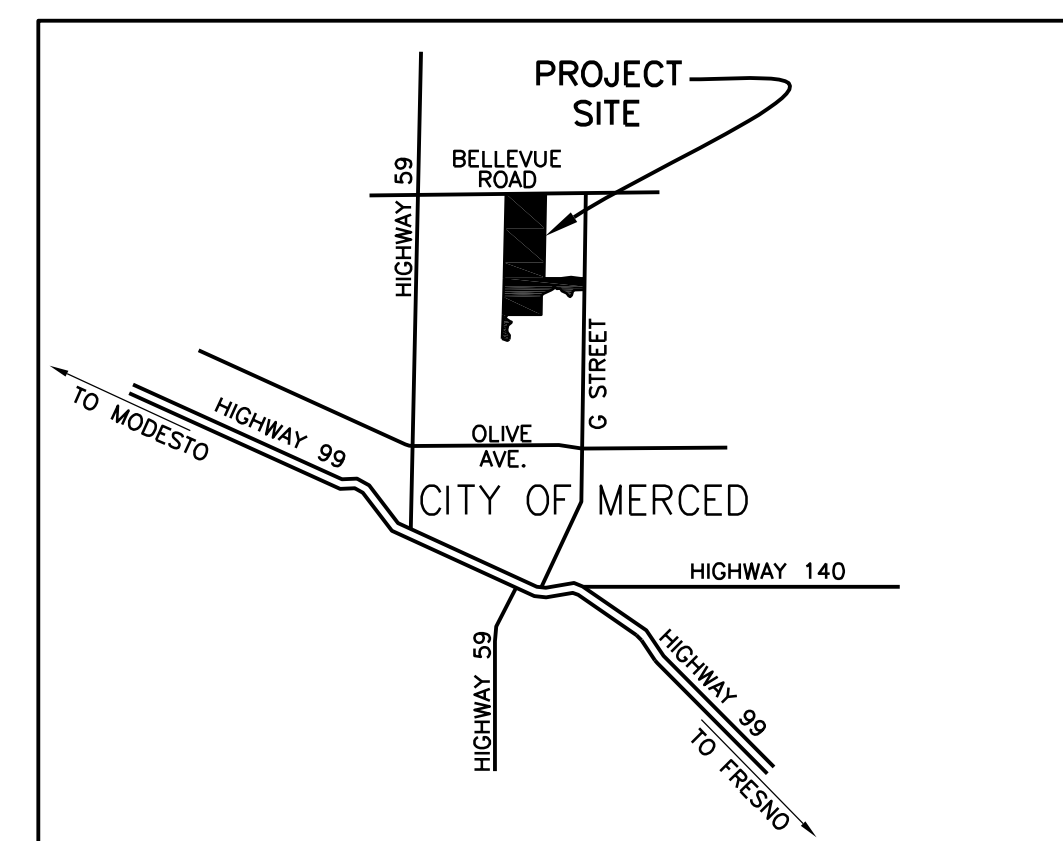 PROJECT
SITE
BELLEVUE
ROAD
HIGHWAY 59
G STREET
TO MODESTO
HIGHWAY 99
OLIVE
AVE.
CITY OF MERCED
HIGHWAY 140
HIGHWAY 59
HIGHWAY 99
TO FRESNO